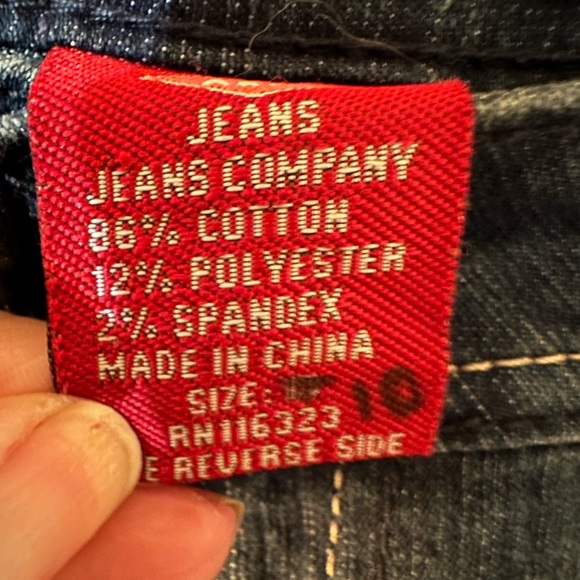 JEANS
JEANS COMPANY
86% COTTON
12% POLYESTER
2% SPANDEX
MADE IN CHINA
SIZE: 10
RN116323
E REVERSE SIDE